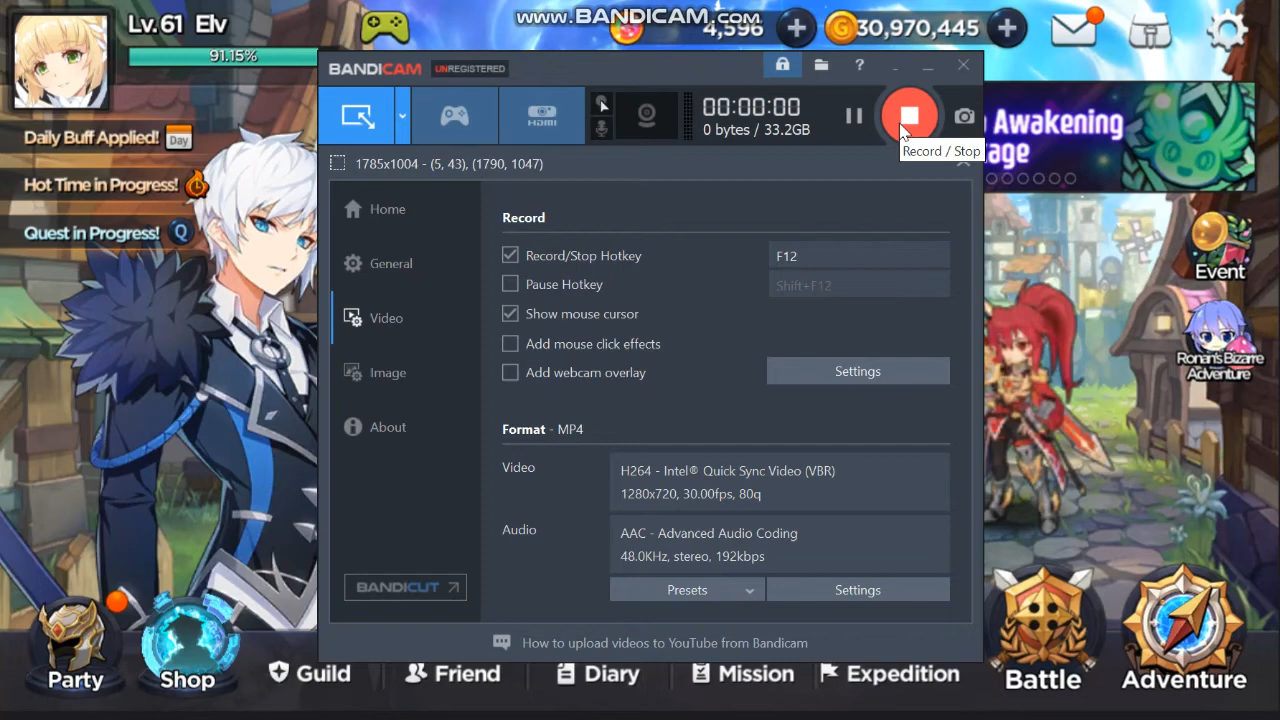 www.BANDICAM.com
Lv.61 Elv
91.15%
4,596
30,970,445
Daily Buff Applied!
Day
Hot Time in Progress!
Quest in Progress!
Q
BANDICAM UNREGISTERED
?
HDMI
00:00:00
0 bytes / 33.2GB
Record / Stop
1785x1004 - (5, 43), (1790, 1047)
Home
General
Video
Image
About
BANDICUT
Record
Record/Stop Hotkey
F12
Pause Hotkey
Shift+F12
Show mouse cursor
Add mouse click effects
Add webcam overlay
Settings
Format - MP4
Video
H264 - Intel® Quick Sync Video (VBR)
1280x720, 30.00fps, 80q
Audio
AAC - Advanced Audio Coding
48.0KHz, stereo, 192kbps
Presets
Settings
How to upload videos to YouTube from Bandicam
Awakening
Event
Ronan's Bizarre
Adventure
Party
Shop
Guild
Friend
Diary
Mission
Expedition
Battle
Adventure